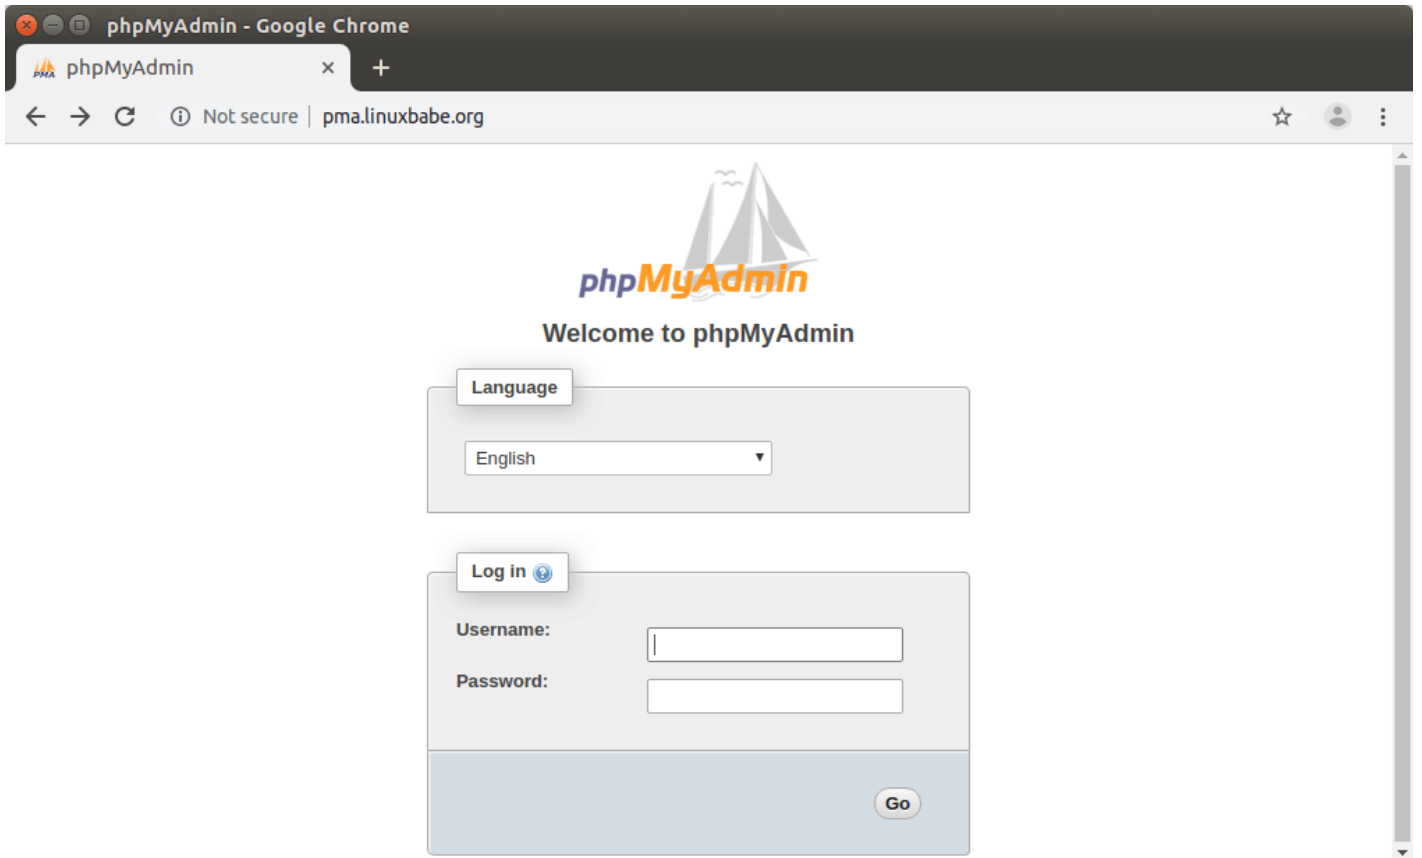 phpMyAdmin - Google Chrome
PMA phpMyAdmin
Not secure pma.linuxbabe.org
phpMyAdmin
Welcome to phpMyAdmin
Language
English
Log in
Username:
Password:
Go